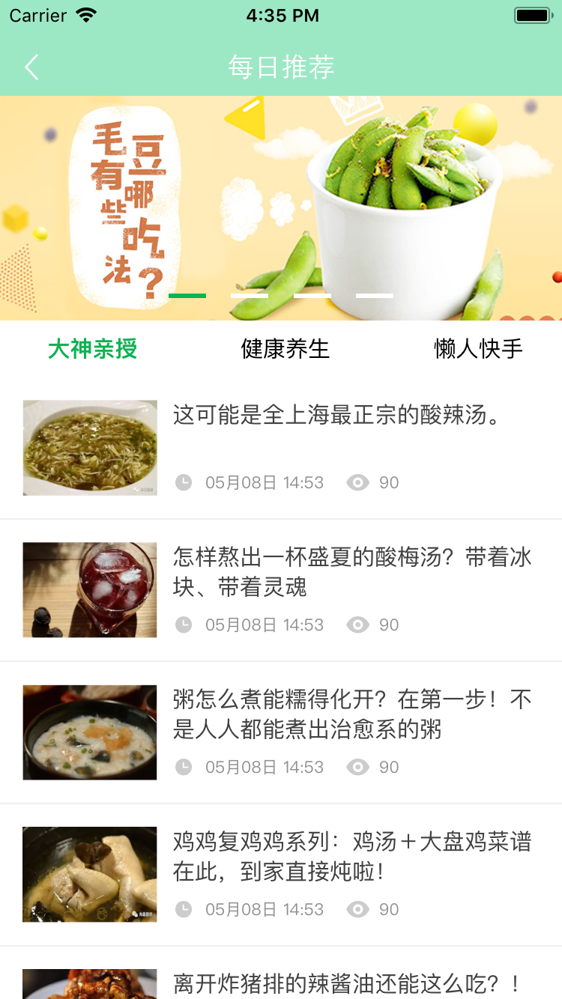 Carrier 4:35 PM
每日推荐
毛豆
有哪
些吃
法？
大神亲授 健康养生 懒人快手
这可能是全上海最正宗的酸辣汤。
05月08日 14:53 90
怎样熬出一杯盛夏的酸梅汤？带着冰
块、带着灵魂
05月08日 14:53 90
粥怎么煮能糯得化开？在第一步！不
是人人都能煮出治愈系的粥
05月08日 14:53 90
鸡鸡复鸡鸡系列：鸡汤＋大盘鸡菜谱
在此，到家直接炖啦！
05月08日 14:53 90
离开炸猪排的辣酱油还能这么吃？！